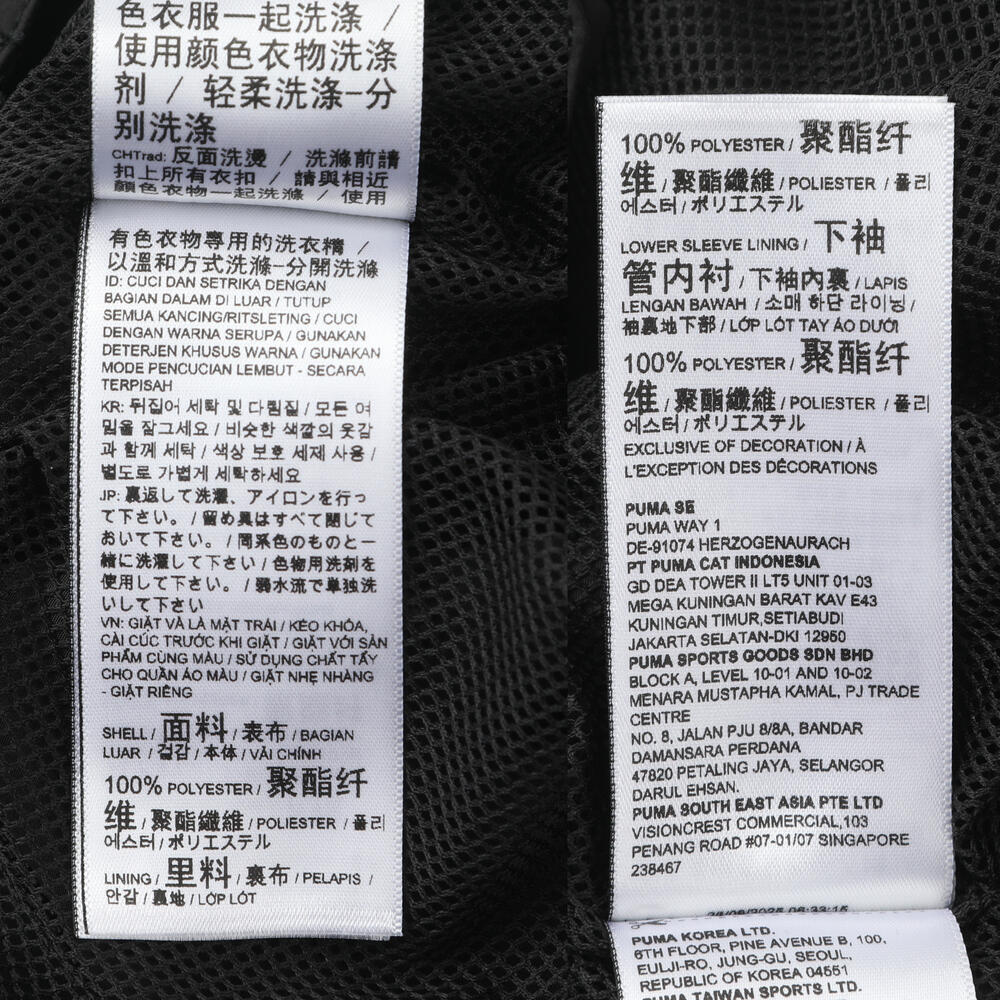 色衣服一起洗涤 /
使用颜色衣物洗涤
剂 / 轻柔洗涤-分
别洗涤
CHTrad: 反面洗燙 / 洗滌前請
扣上所有衣扣 / 請與相近
顏色衣物一起洗滌 / 使用
有色衣物專用的洗衣精 /
以溫和方式洗滌-分開洗滌
ID: CUCI DAN SETRIKA DENGAN
BAGIAN DALAM DI LUAR / TUTUP
SEMUA KANCING/RITSLETING / CUCI
DENGAN WARNA SERUPA / GUNAKAN
DETERJEN KHUSUS WARNA / GUNAKAN
MODE PENCUCIAN LEMBUT - SECARA
TERPISAH
KR: 뒤집어 세탁 및 다림질 / 모든 여
밈을 잠그세요 / 비슷한 색깔의 옷감
과 함께 세탁 / 색상 보호 세제 사용 /
별도로 가볍게 세탁하세요
JP: 裏返して洗濯、アイロンを行っ
て下さい。 / 留め具はすべて閉じて
おいて下さい。 / 同系色のものと一
緒に洗濯して下さい / 色物用洗剤を
使用して下さい。 / 弱水流で単独洗
いして下さい
VN: GIẶT VÀ LÀ MẶT TRÁI / KÉO KHÓA,
CÀI CÚC TRƯỚC KHI GIẶT / GIẶT VỚI SẢN
PHẨM CÙNG MÀU / SỬ DỤNG CHẤT TẨY
CHO QUẦN ÁO MÀU / GIẶT NHẸ NHÀNG
- GIẶT RIÊNG
SHELL / 面料 / 表布 / BAGIAN
LUAR / 겉감 / 本体 / VẢI CHÍNH
100% POLYESTER / 聚酯纤
维 / 聚酯纖維 / POLIESTER / 폴리
에스터 / ポリエステル
LINING / 里料 / 裏布 / PELAPIS /
안감 / 裏地 / LỚP LÓT
100% POLYESTER / 聚酯纤
维 / 聚酯纖維 / POLIESTER / 폴리
에스터 / ポリエステル
LOWER SLEEVE LINING / 下袖
管内衬 / 下袖內裏 / LAPIS
LENGAN BAWAH / 소매 하단 라이닝 /
袖裏地下部 / LỚP LÓT TAY ÁO DƯỚI
100% POLYESTER / 聚酯纤
维 / 聚酯纖維 / POLIESTER / 폴리
에스터 / ポリエステル
EXCLUSIVE OF DECORATION / À
L'EXCEPTION DES DÉCORATIONS
PUMA SE
PUMA WAY 1
DE-91074 HERZOGENAURACH
PT PUMA CAT INDONESIA
GD DEA TOWER II LT5 UNIT 01-03
MEGA KUNINGAN BARAT KAV E43
KUNINGAN TIMUR,SETIABUDI
JAKARTA SELATAN-DKI 12950
PUMA SPORTS GOODS SDN BHD
BLOCK A, LEVEL 10-01 AND 10-02
MENARA MUSTAPHA KAMAL, PJ TRADE
CENTRE
NO. 8, JALAN PJU 8/8A, BANDAR
DAMANSARA PERDANA
47820 PETALING JAYA, SELANGOR
DARUL EHSAN.
PUMA SOUTH EAST ASIA PTE LTD
VISIONCREST COMMERCIAL,103
PENANG ROAD #07-01/07 SINGAPORE
238467
PUMA KOREA LTD.
6TH FLOOR, PINE AVENUE B, 100,
EULJI-RO, JUNG-GU, SEOUL,
REPUBLIC OF KOREA 04551
PUMA TAIWAN SPORTS LTD.